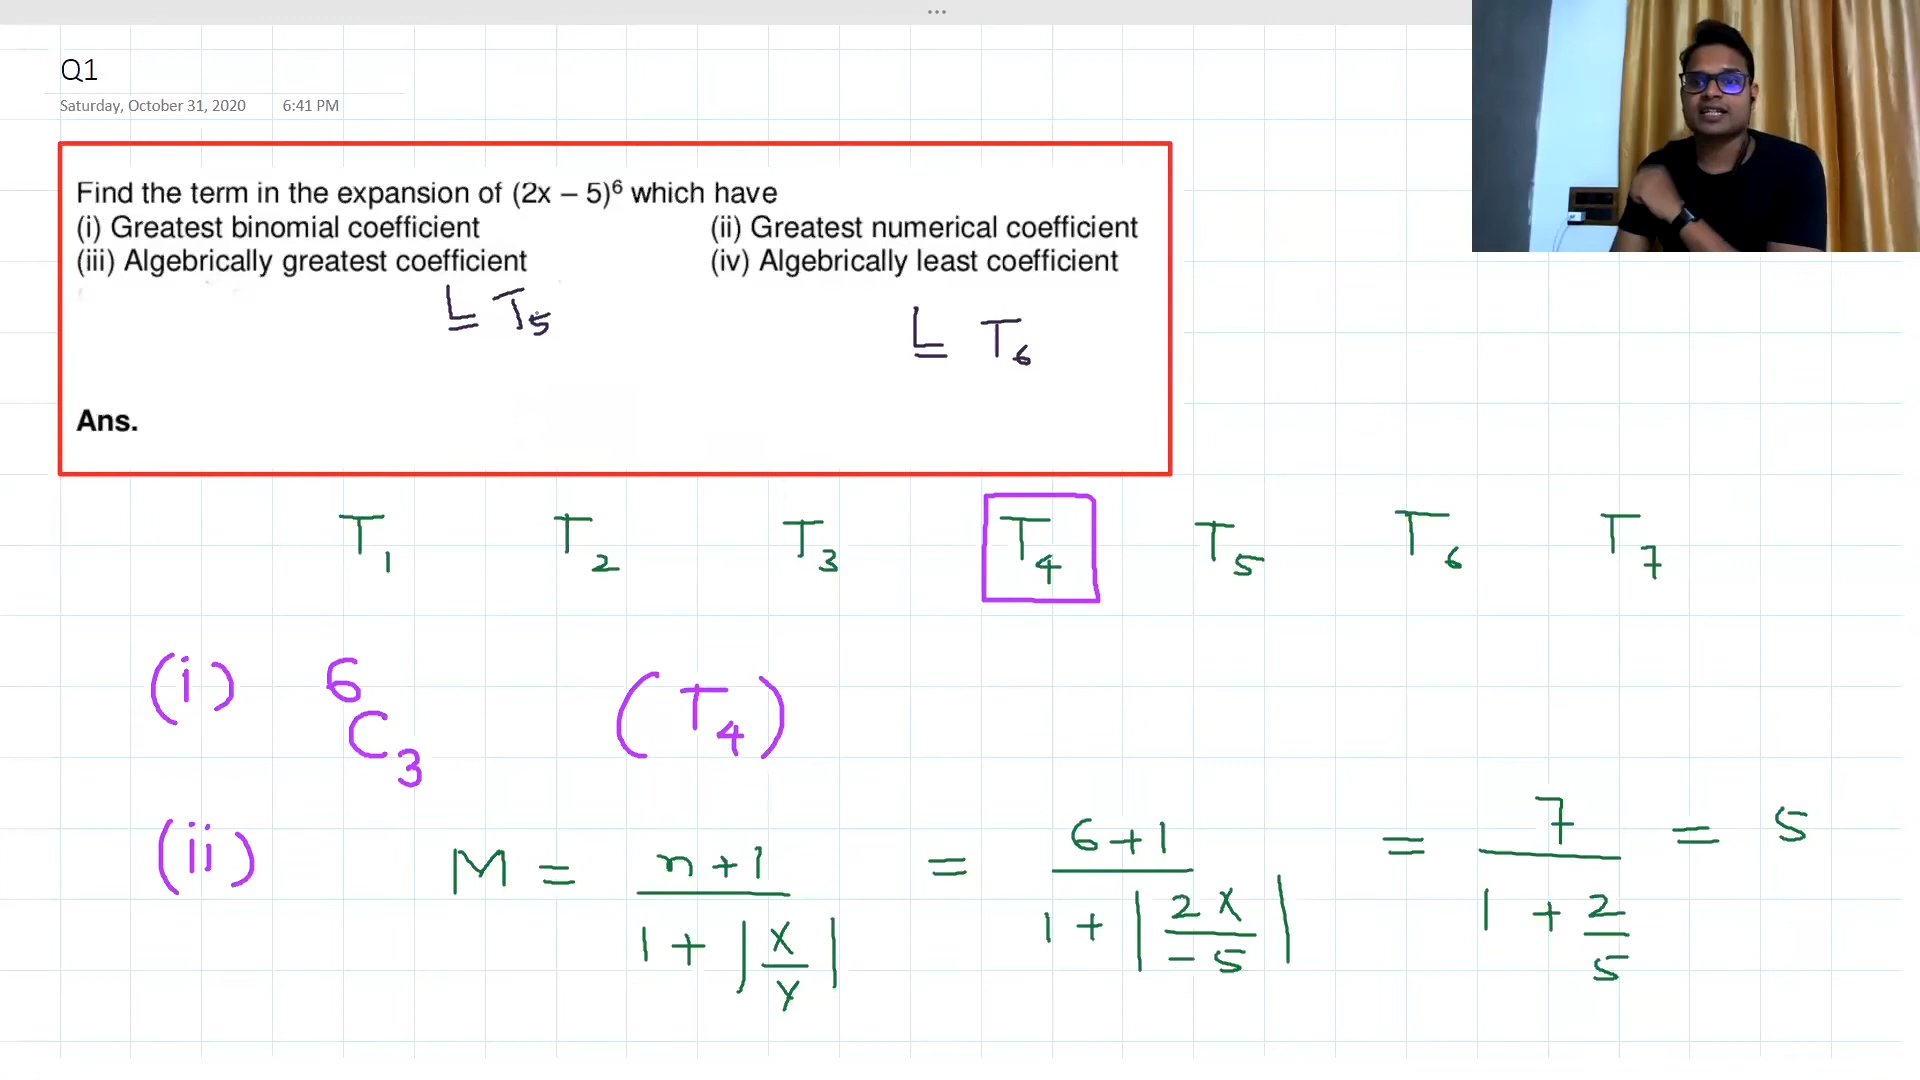 Q1
Saturday, October 31, 2020 6:41 PM
Find the term in the expansion of (2x – 5)⁶ which have
(i) Greatest binomial coefficient (ii) Greatest numerical coefficient
(iii) Algebrically greatest coefficient (iv) Algebrically least coefficient
L T₅ L T₆
Ans.
T₁ T₂ T₃ T₄ T₅ T₆ T₇
(i) ⁶C₃ (T₄)
(ii) M = n+1 / 1 + |x/y| = 6+1 / 1 + |2x/-5| = 7 / 1 + 2/5 = 5